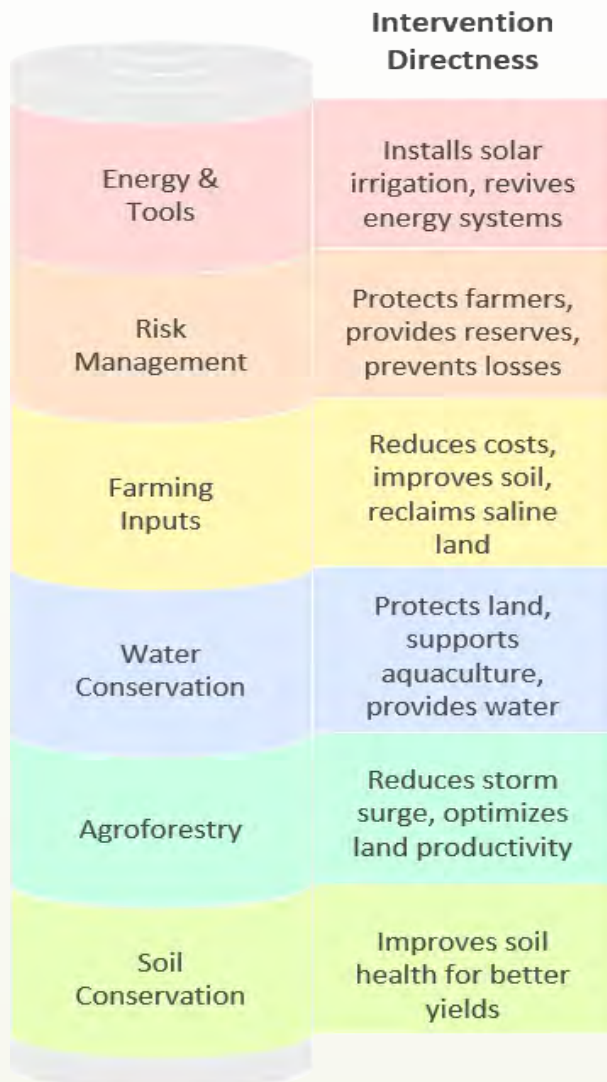 Intervention
Directness
Energy &
Tools
Installs solar
irrigation, revives
energy systems
Risk
Management
Protects farmers,
provides reserves,
prevents losses
Farming
Inputs
Reduces costs,
improves soil,
reclaims saline
land
Water
Conservation
Protects land,
supports
aquaculture,
provides water
Agroforestry
Reduces storm
surge, optimizes
land productivity
Soil
Conservation
Improves soil
health for better
yields